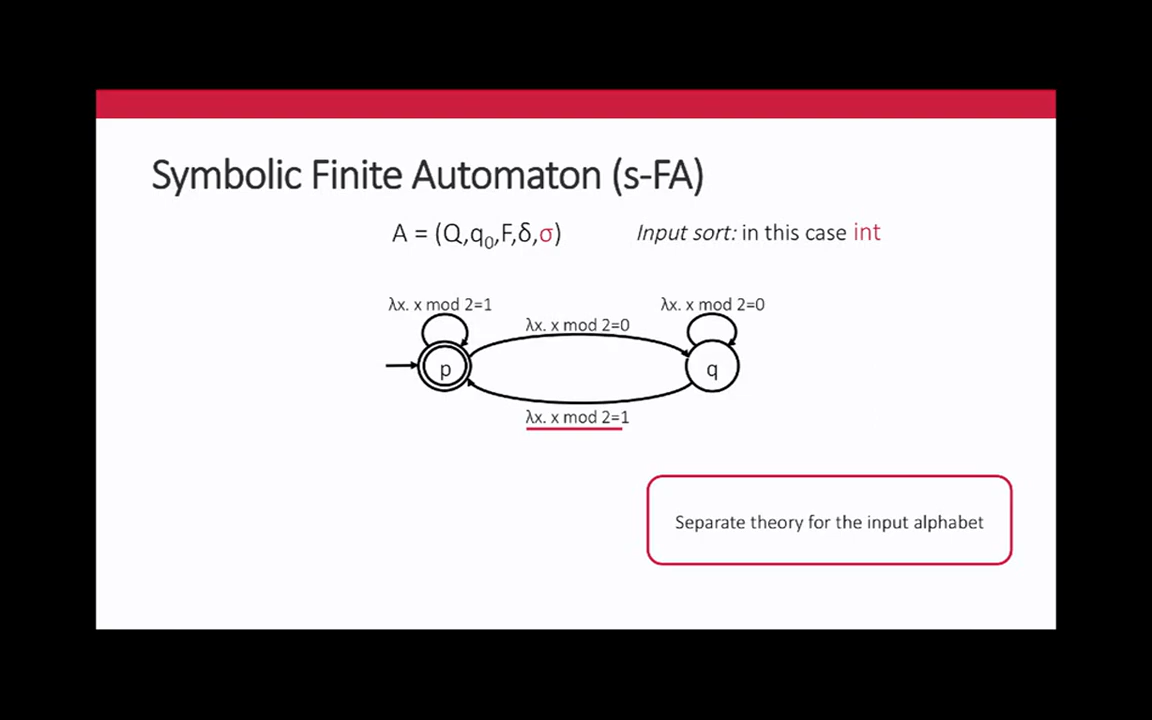 Symbolic Finite Automaton (s-FA)
A = (Q,q₀,F,δ,σ)
Input sort: in this case int
λx. x mod 2=1
λx. x mod 2=0
λx. x mod 2=0
p
q
λx. x mod 2=1
Separate theory for the input alphabet